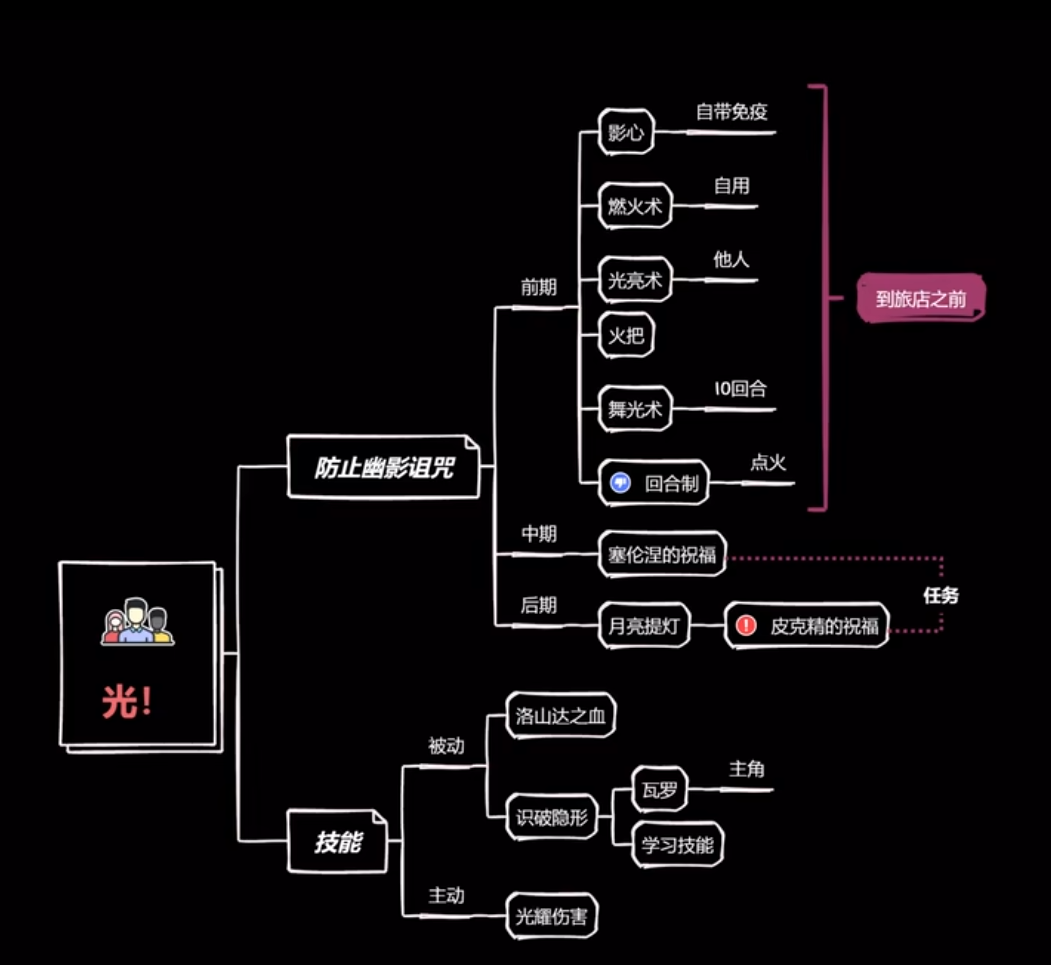 光！
防止幽影诅咒
前期
影心
自带免疫
燃火术
自用
光亮术
他人
火把
舞光术
10回合
回合制
点火
到旅店之前
中期
塞伦涅的祝福
后期
月亮提灯
皮克精的祝福
任务
技能
被动
洛山达之血
识破隐形
瓦罗
主角
学习技能
主动
光耀伤害